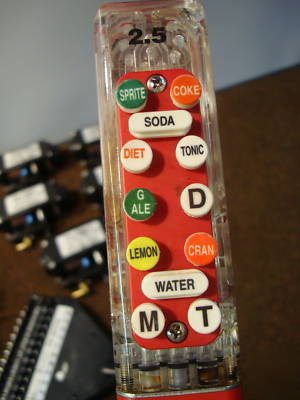 2.5
SPRITE COKE
SODA
DIET TONIC
G
ALE
D
LEMON CRAN
WATER
M T